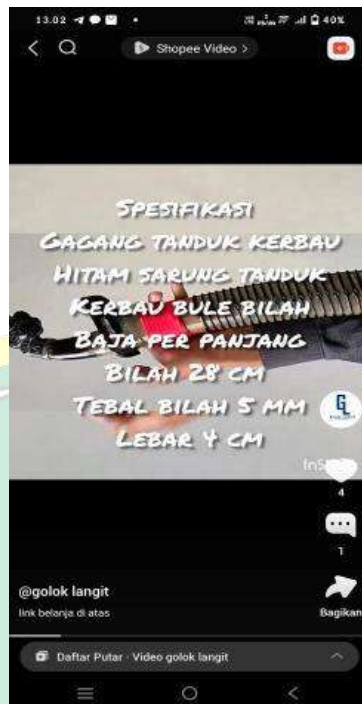 13.02
40%
Shopee Video >
SPESIFIKASI
GAGANG TANDUK KERBAU
HITAM SARUNG TANDUK
KERBAU BULE BILAH
BAJA PER PANJANG
BILAH 28 CM
TEBAL BILAH 5 MM
LEBAR 4 CM
GL
InS
4
1
@golok langit
link belanja di atas
Bagikan
Daftar Putar · Video golok langit